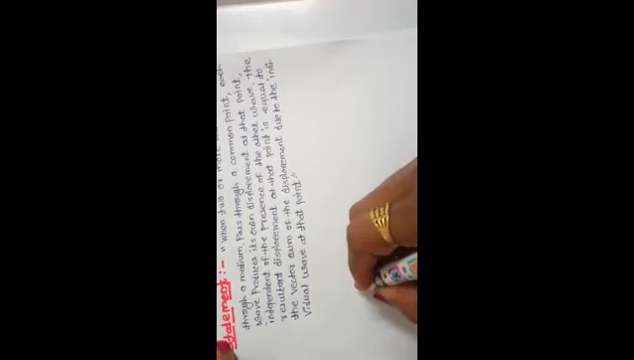 Statement :- "When two or more
through a medium, Pass through a common point, each
wave Produces its own displacement at that point,
independent of the Presence of the other wave. the
resultant displacement at that point is equal to
the vector sum of the displacement due to the indi-
vidual wave at that point."